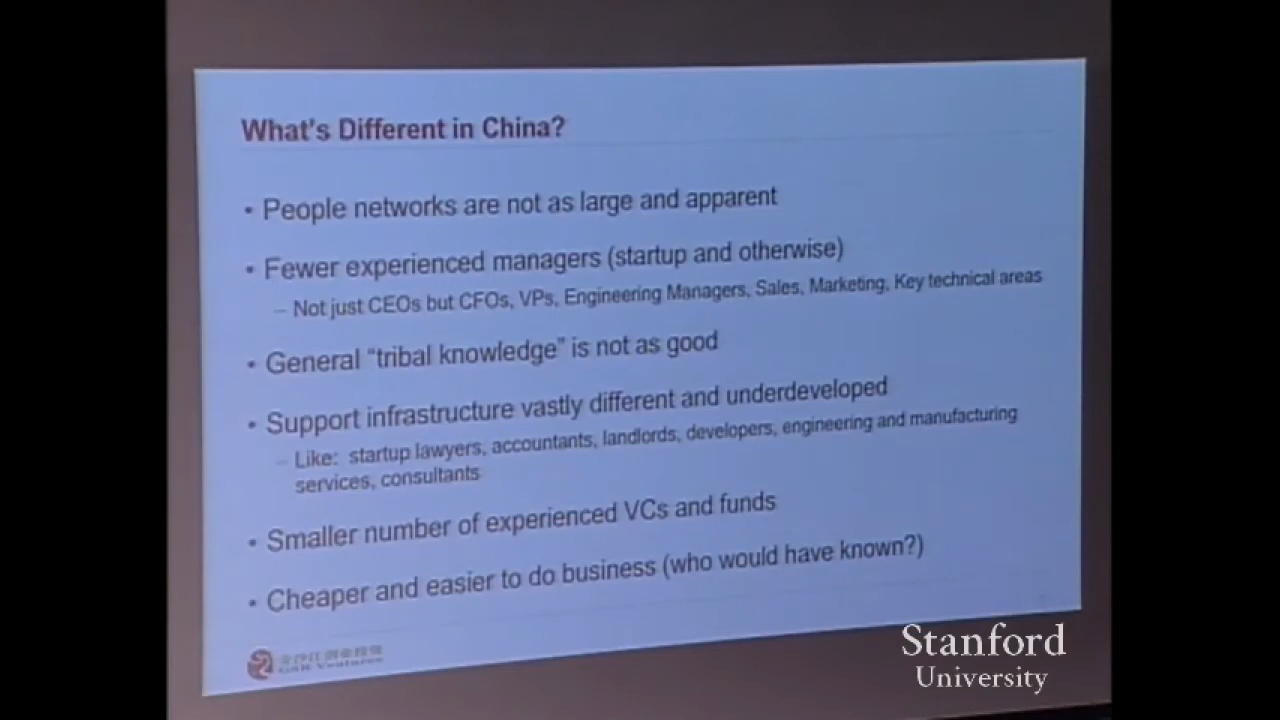 What's Different in China?
• People networks are not as large and apparent
• Fewer experienced managers (startup and otherwise)
– Not just CEOs but CFOs, VPs, Engineering Managers, Sales, Marketing, Key technical areas
• General “tribal knowledge” is not as good
• Support infrastructure vastly different and underdeveloped
– Like: startup lawyers, accountants, landlords, developers, engineering and manufacturing
services, consultants
• Smaller number of experienced VCs and funds
• Cheaper and easier to do business (who would have known?)
GSR Ventures
Stanford
University